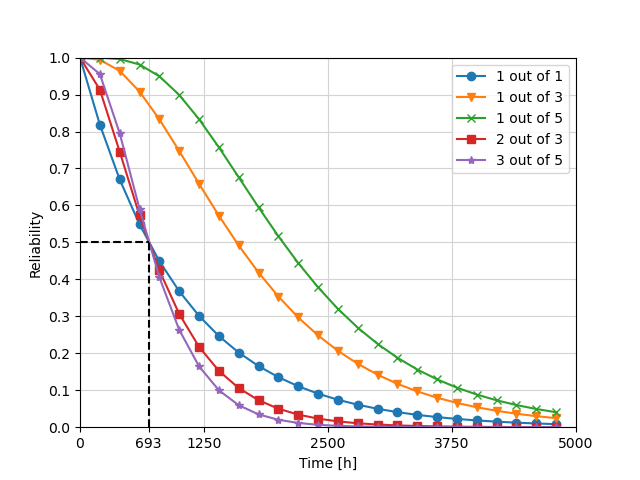 1.0
0.9
0.8
0.7
0.6
0.5
0.4
0.3
0.2
0.1
0.0
Reliability
1 out of 1
1 out of 3
1 out of 5
2 out of 3
3 out of 5
0 693 1250 2500 3750 5000
Time [h]